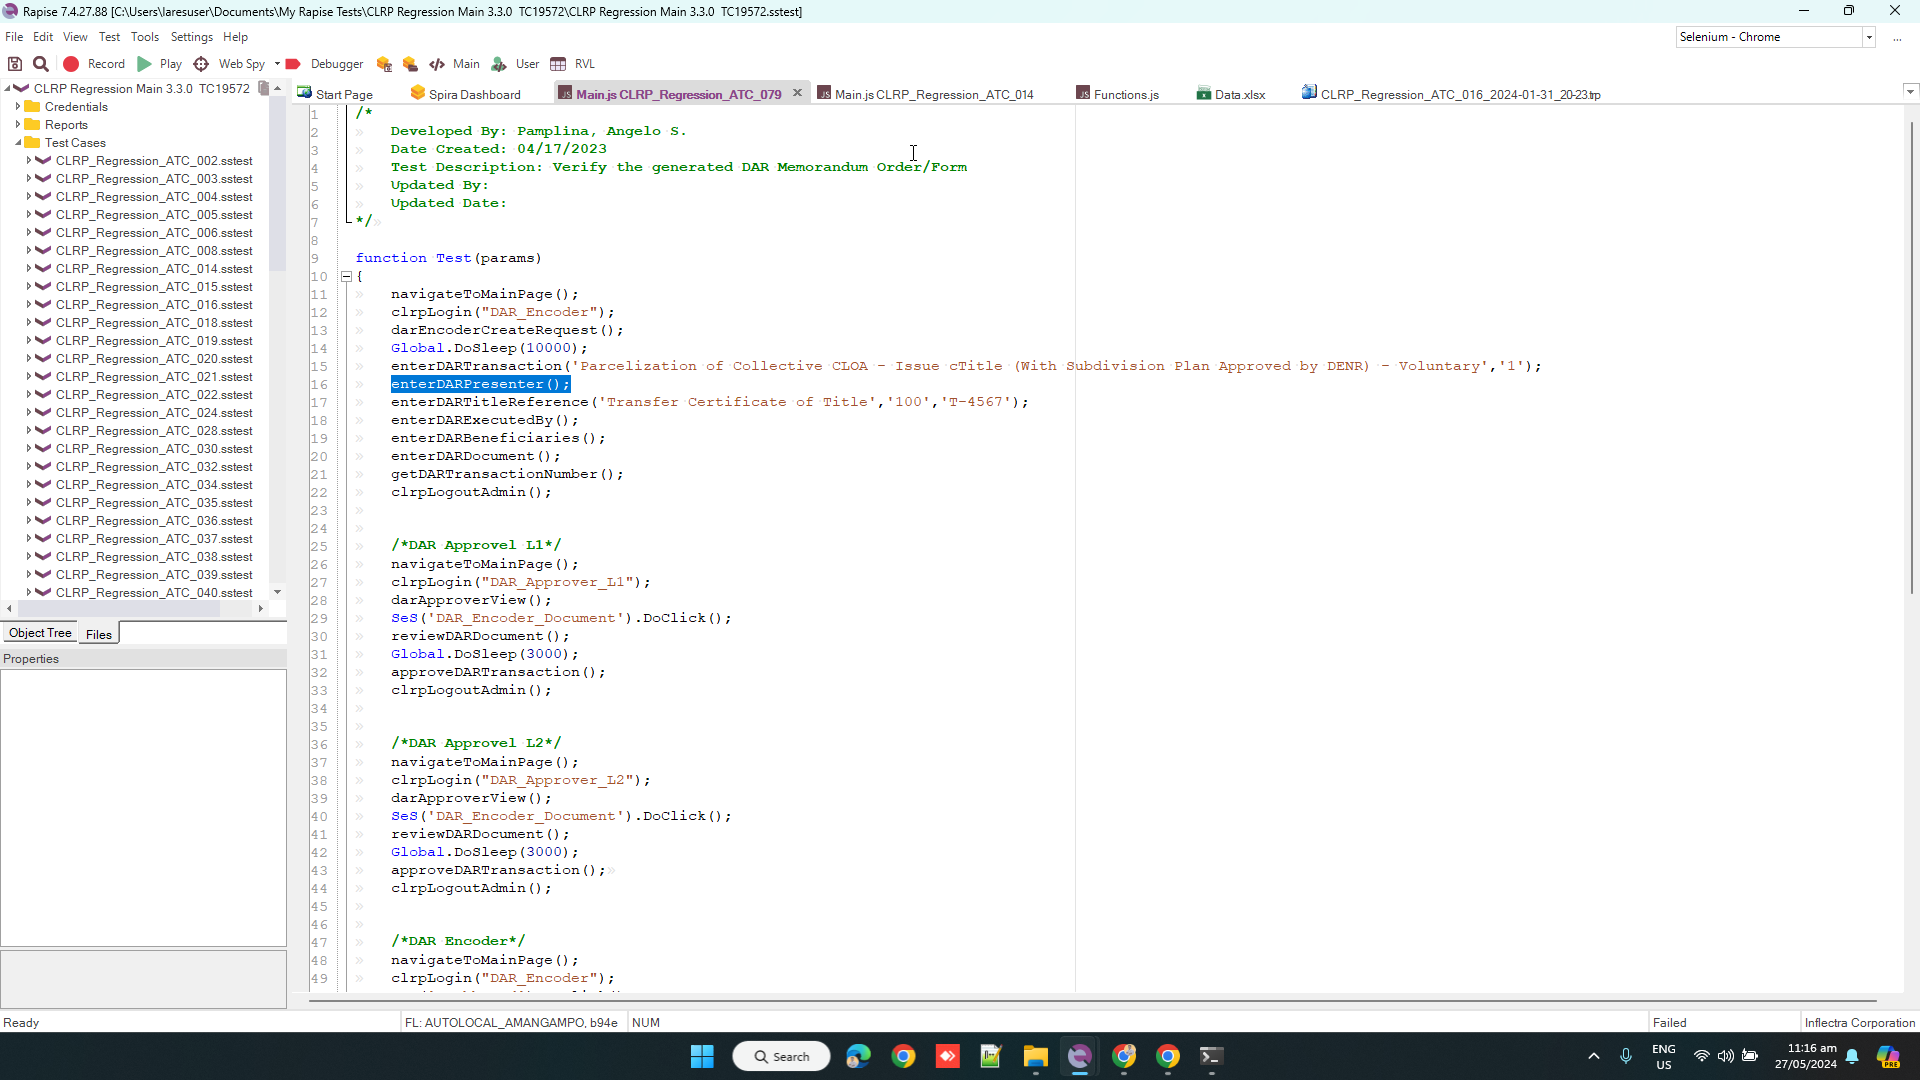 Rapise 7.4.27.88 [C:\Users\laresuser\Documents\My Rapise Tests\CLRP Regression Main 3.3.0  TC19572\CLRP Regression Main 3.3.0  TC19572.sstest]
File Edit View Test Tools Settings Help
Selenium - Chrome
...
Record Play Web Spy Debugger Main User RVL
Start Page Spira Dashboard Main.js CLRP_Regression_ATC_079 Main.js CLRP_Regression_ATC_014 Functions.js Data.xlsx CLRP_Regression_ATC_016_2024-01-31_20-23.trp
CLRP Regression Main 3.3.0  TC19572
Credentials
Reports
Test Cases
CLRP_Regression_ATC_002.sstest
CLRP_Regression_ATC_003.sstest
CLRP_Regression_ATC_004.sstest
CLRP_Regression_ATC_005.sstest
CLRP_Regression_ATC_006.sstest
CLRP_Regression_ATC_008.sstest
CLRP_Regression_ATC_014.sstest
CLRP_Regression_ATC_015.sstest
CLRP_Regression_ATC_016.sstest
CLRP_Regression_ATC_018.sstest
CLRP_Regression_ATC_019.sstest
CLRP_Regression_ATC_020.sstest
CLRP_Regression_ATC_021.sstest
CLRP_Regression_ATC_022.sstest
CLRP_Regression_ATC_024.sstest
CLRP_Regression_ATC_028.sstest
CLRP_Regression_ATC_030.sstest
CLRP_Regression_ATC_032.sstest
CLRP_Regression_ATC_034.sstest
CLRP_Regression_ATC_035.sstest
CLRP_Regression_ATC_036.sstest
CLRP_Regression_ATC_037.sstest
CLRP_Regression_ATC_038.sstest
CLRP_Regression_ATC_039.sstest
CLRP_Regression_ATC_040.sstest
Object Tree Files
Properties
1 /*
2 Developed By: Pamplina, Angelo S.
3 Date Created: 04/17/2023
4 Test Description: Verify the generated DAR Memorandum Order/Form
5 Updated By:
6 Updated Date:
7 */
8
9 function Test(params)
10 {
11 navigateToMainPage();
12 clrpLogin("DAR_Encoder");
13 darEncoderCreateRequest();
14 Global.DoSleep(10000);
15 enterDARTransaction('Parcelization of Collective CLOA - Issue cTitle (With Subdivision Plan Approved by DENR) - Voluntary','1');
16 enterDARPresenter();
17 enterDARTitleReference('Transfer Certificate of Title','100','T-4567');
18 enterDARExecutedBy();
19 enterDARBeneficiaries();
20 enterDARDocument();
21 getDARTransactionNumber();
22 clrpLogoutAdmin();
23
24
25 /*DAR Approvel L1*/
26 navigateToMainPage();
27 clrpLogin("DAR_Approver_L1");
28 darApproverView();
29 SeS('DAR_Encoder_Document').DoClick();
30 reviewDARDocument();
31 Global.DoSleep(3000);
32 approveDARTransaction();
33 clrpLogoutAdmin();
34
35
36 /*DAR Approvel L2*/
37 navigateToMainPage();
38 clrpLogin("DAR_Approver_L2");
39 darApproverView();
40 SeS('DAR_Encoder_Document').DoClick();
41 reviewDARDocument();
42 Global.DoSleep(3000);
43 approveDARTransaction();
44 clrpLogoutAdmin();
45
46
47 /*DAR Encoder*/
48 navigateToMainPage();
49 clrpLogin("DAR_Encoder");
Ready FL: AUTOLOCAL_AMANGAMPO, b94e NUM Failed Inflectra Corporation
Search
ENG
US
11:16 am
27/05/2024
PRE